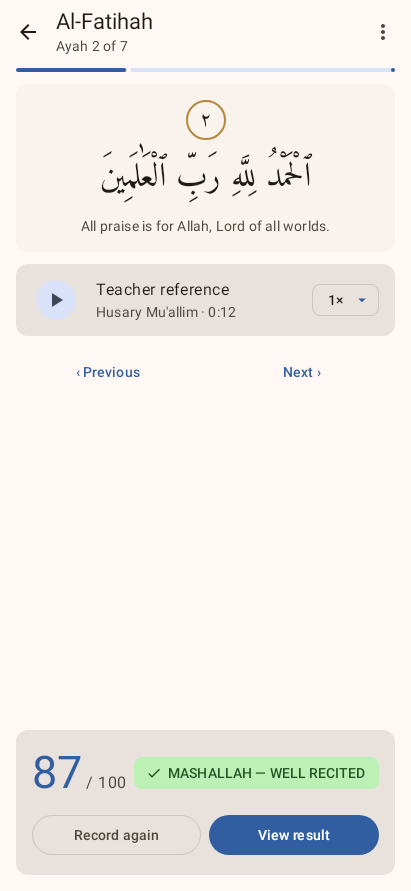 Al-Fatihah
Ayah 2 of 7
٢
ٱلْحَمْدُ لِلَّهِ رَبِّ ٱلْعَٰلَمِينَ
All praise is for Allah, Lord of all worlds.
Teacher reference
Husary Mu'allim · 0:12
1×
‹ Previous
Next ›
87 / 100
MASHALLAH — WELL RECITED
Record again
View result